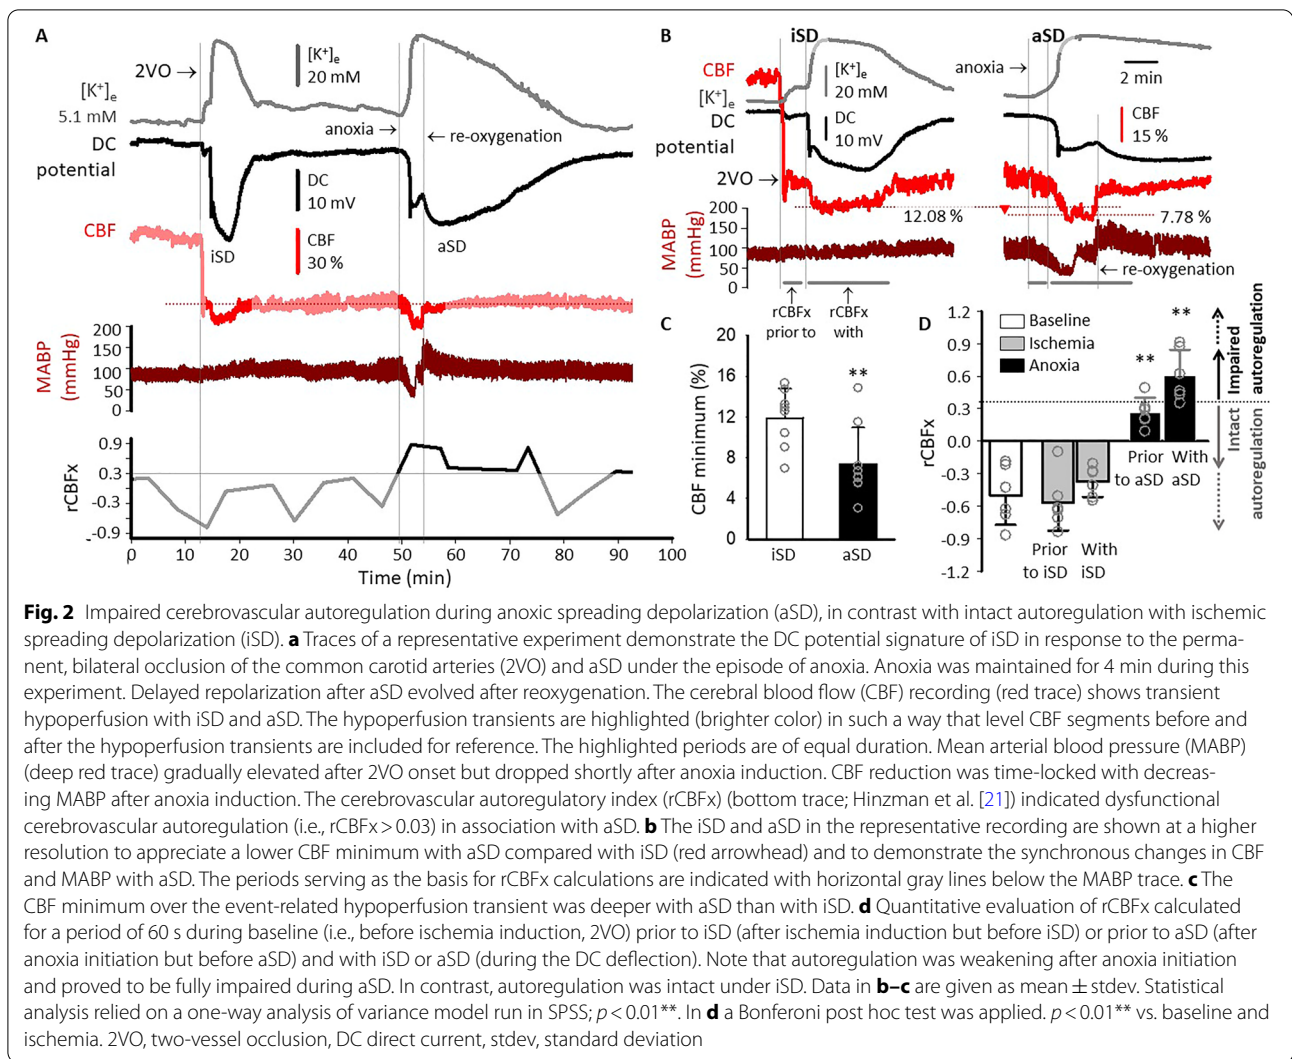 A
2VO →
[K⁺]ₑ
20 mM
[K⁺]ₑ
5.1 mM
anoxia →
← re-oxygenation
DC
potential
DC
10 mV
CBF
iSD
CBF
30 %
aSD
MABP
(mmHg)
200
150
100
50
0
rCBFx
0.9
0.3
-0.3
-0.9
0 10 20 30 40 50 60 70 80 90 100
Time (min)
B
iSD
aSD
CBF
anoxia →
2 min
[K⁺]ₑ
[K⁺]ₑ
20 mM
DC
potential
DC
10 mV
CBF
15 %
2VO →
12.08 %
7.78 %
MABP
(mmHg)
200
150
100
50
0
← re-oxygenation
rCBFx
prior to
rCBFx
with
C
CBF minimum (%)
20
16
12
8
4
0
**
iSD
aSD
D
Baseline
Ischemia
Anoxia
rCBFx
1.2
0.9
0.6
0.3
0.0
-0.3
-0.6
-0.9
-1.2
**
**
Prior
to aSD
With
aSD
Prior
to iSD
With
iSD
Impaired
autoregulation
Intact
autoregulation
Fig. 2 Impaired cerebrovascular autoregulation during anoxic spreading depolarization (aSD), in contrast with intact autoregulation with ischemic
spreading depolarization (iSD). a Traces of a representative experiment demonstrate the DC potential signature of iSD in response to the perma-
nent, bilateral occlusion of the common carotid arteries (2VO) and aSD under the episode of anoxia. Anoxia was maintained for 4 min during this
experiment. Delayed repolarization after aSD evolved after reoxygenation. The cerebral blood flow (CBF) recording (red trace) shows transient
hypoperfusion with iSD and aSD. The hypoperfusion transients are highlighted (brighter color) in such a way that level CBF segments before and
after the hypoperfusion transients are included for reference. The highlighted periods are of equal duration. Mean arterial blood pressure (MABP)
(deep red trace) gradually elevated after 2VO onset but dropped shortly after anoxia induction. CBF reduction was time-locked with decreas-
ing MABP after anoxia induction. The cerebrovascular autoregulatory index (rCBFx) (bottom trace; Hinzman et al. [21]) indicated dysfunctional
cerebrovascular autoregulation (i.e., rCBFx > 0.03) in association with aSD. b The iSD and aSD in the representative recording are shown at a higher
resolution to appreciate a lower CBF minimum with aSD compared with iSD (red arrowhead) and to demonstrate the synchronous changes in CBF
and MABP with aSD. The periods serving as the basis for rCBFx calculations are indicated with horizontal gray lines below the MABP trace. c The
CBF minimum over the event-related hypoperfusion transient was deeper with aSD than with iSD. d Quantitative evaluation of rCBFx calculated
for a period of 60 s during baseline (i.e., before ischemia induction, 2VO) prior to iSD (after ischemia induction but before iSD) or prior to aSD (after
anoxia initiation but before aSD) and with iSD or aSD (during the DC deflection). Note that autoregulation was weakening after anoxia initiation
and proved to be fully impaired during aSD. In contrast, autoregulation was intact under iSD. Data in b–c are given as mean ± stdev. Statistical
analysis relied on a one-way analysis of variance model run in SPSS; p < 0.01**. In d a Bonferoni post hoc test was applied. p < 0.01** vs. baseline and
ischemia. 2VO, two-vessel occlusion, DC direct current, stdev, standard deviation